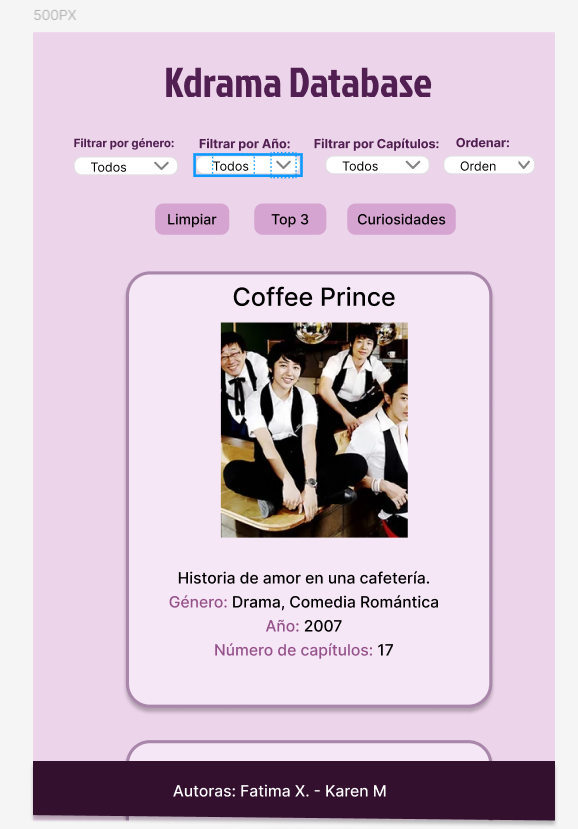 500PX
Kdrama Database
Filtrar por género: Filtrar por Año: Filtrar por Capítulos: Ordenar:
Todos Todos Todos Orden
Limpiar Top 3 Curiosidades
Coffee Prince
Historia de amor en una cafetería.
Género: Drama, Comedia Romántica
Año: 2007
Número de capítulos: 17
Autoras: Fatima X. - Karen M